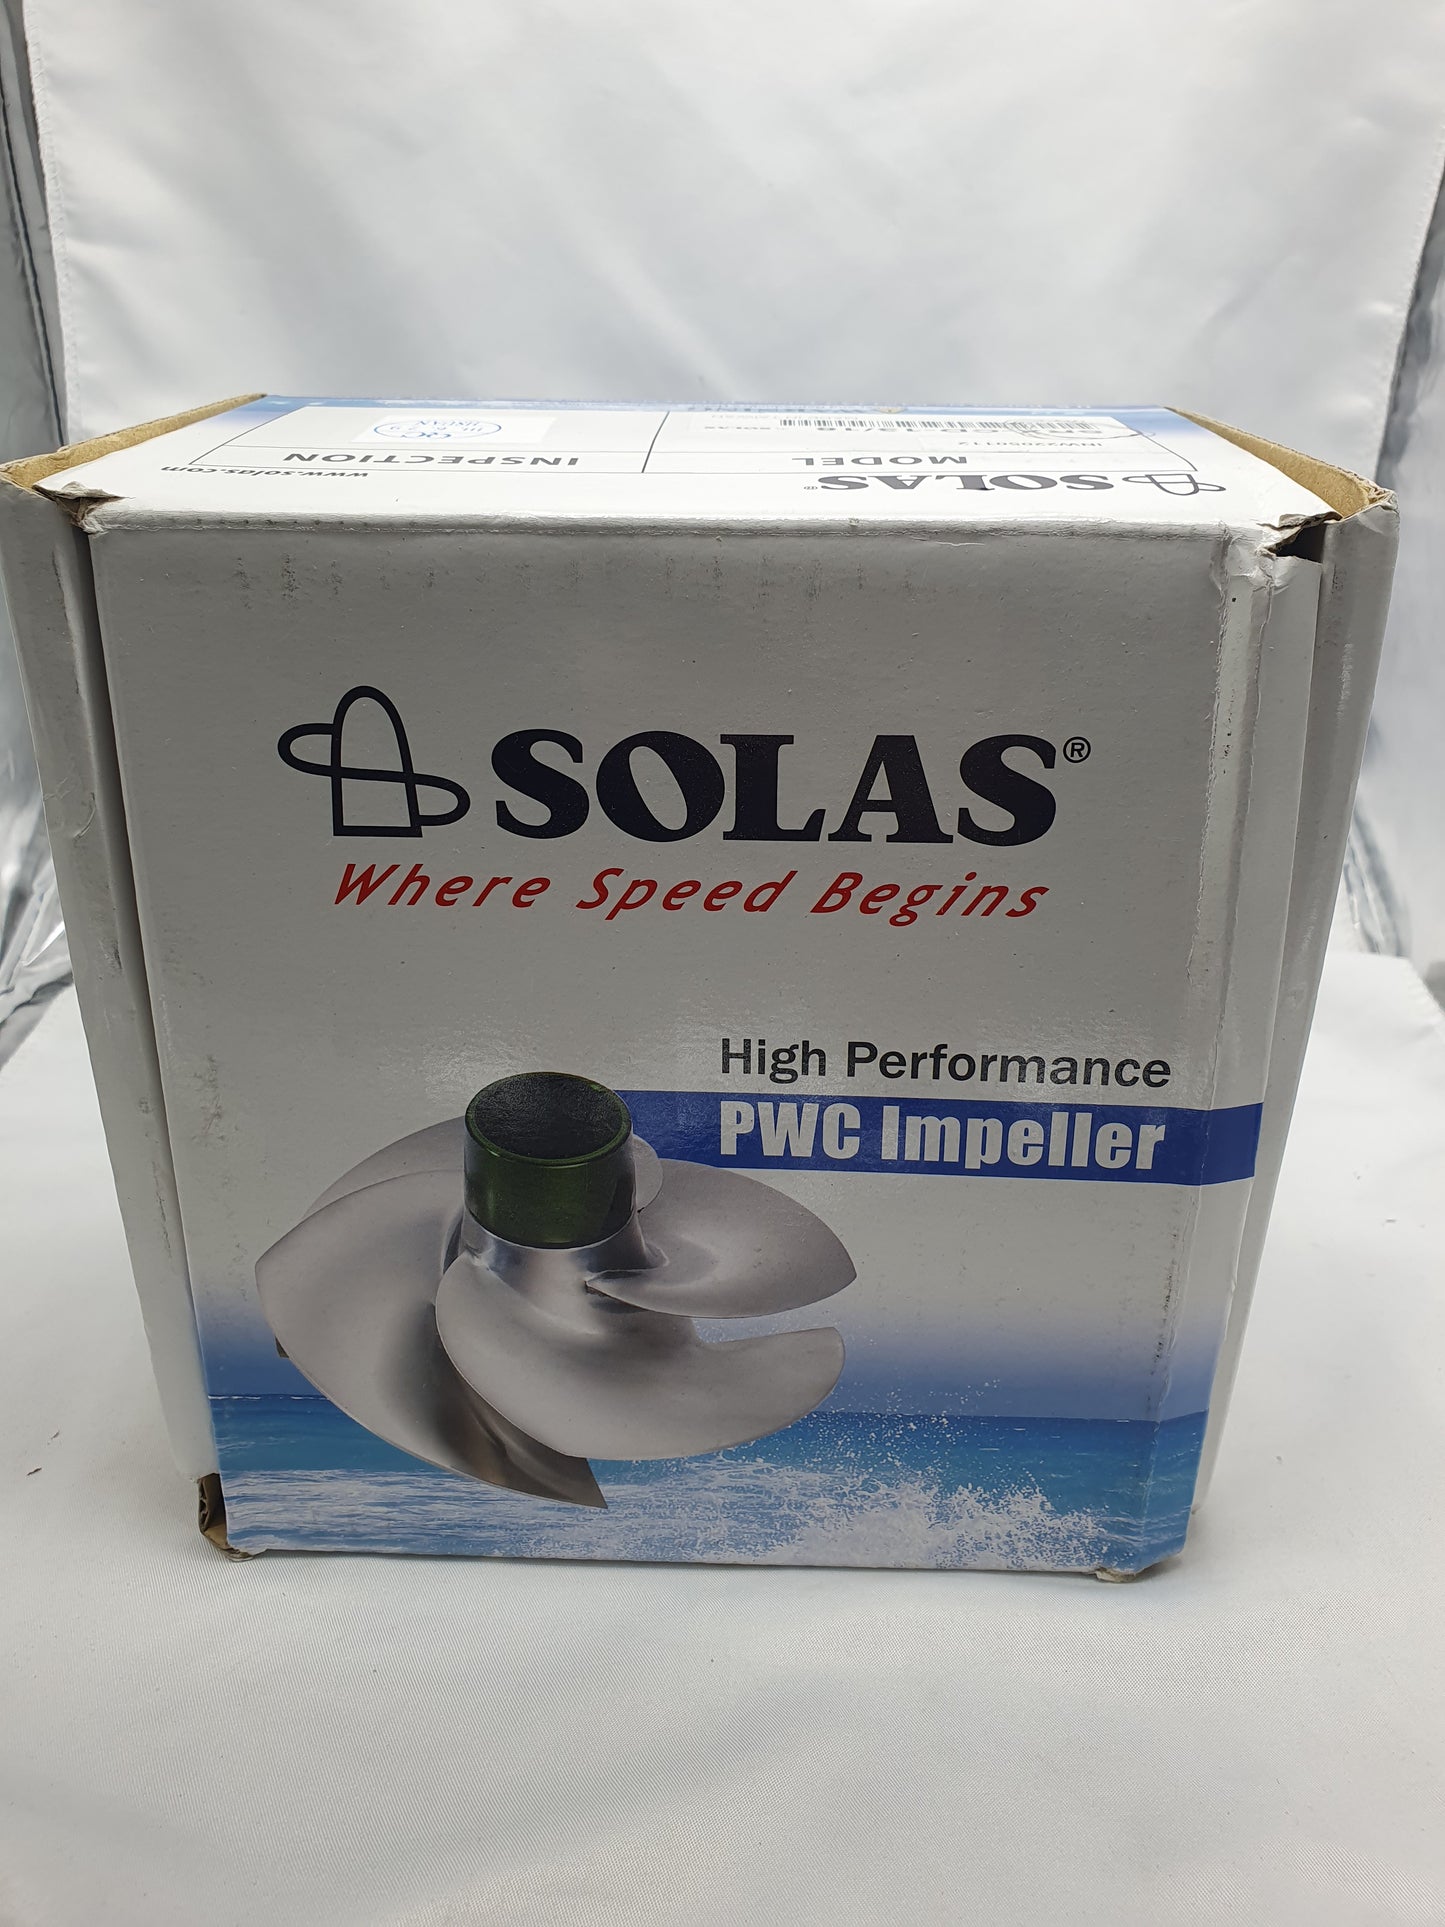 www.solas.com
INSPECTION
MODEL
SOLAS®
SOLAS®
Where Speed Begins
High Performance
PWC Impeller